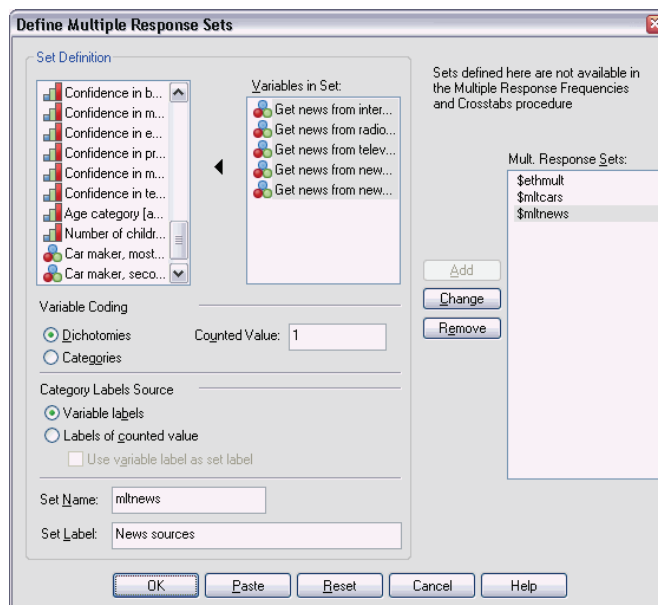 Define Multiple Response Sets
Set Definition
Confidence in b...
Confidence in m...
Confidence in e...
Confidence in pr...
Confidence in m...
Confidence in te...
Age category [a...
Number of childr...
Car maker, most...
Car maker, seco...
Variables in Set:
Get news from inter...
Get news from radio...
Get news from telev...
Get news from new...
Get news from new...
Sets defined here are not available in
the Multiple Response Frequencies
and Crosstabs procedure
Mult. Response Sets:
$ethmult
$mltcars
$mltnews
Add
Change
Remove
Variable Coding
Dichotomies
Counted Value: 1
Categories
Category Labels Source
Variable labels
Labels of counted value
Use variable label as set label
Set Name: mltnews
Set Label: News sources
OK
Paste
Reset
Cancel
Help